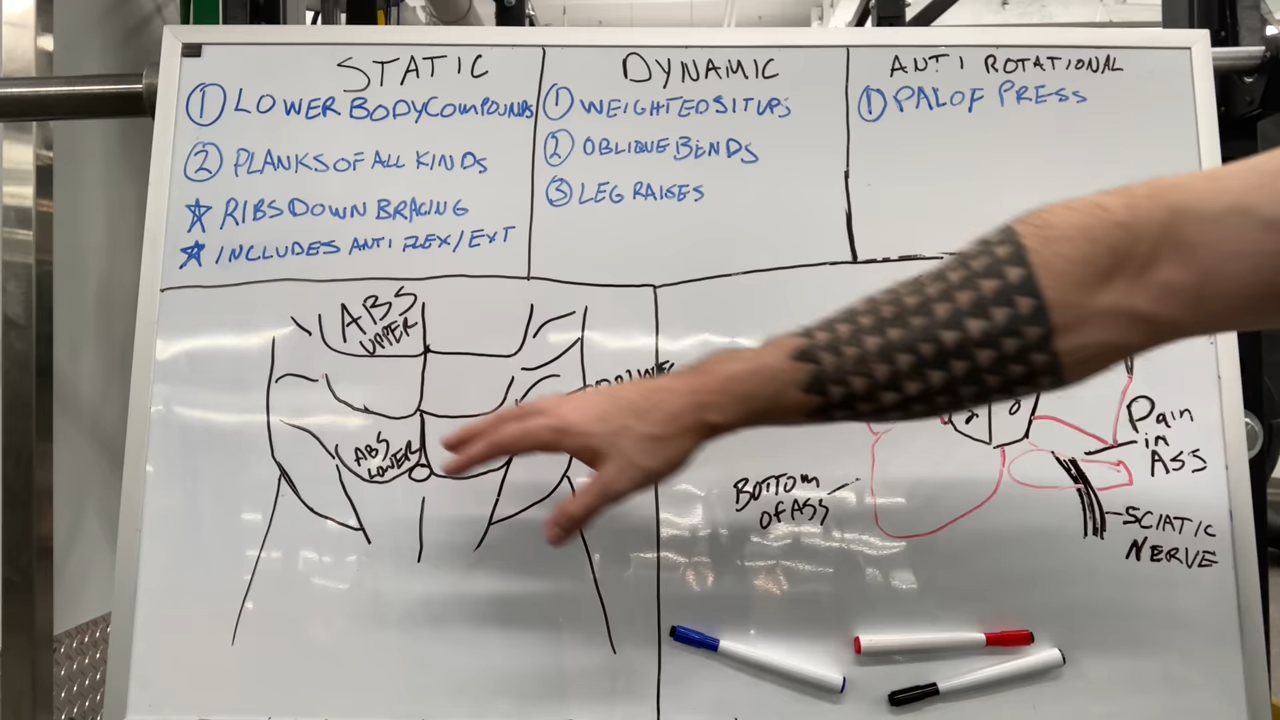 STATIC
① LOWER BODY COMPOUNDS
② PLANKS OF ALL KINDS
☆ RIBS DOWN BRACING
☆ INCLUDES ANTI FLEX/EXT
DYNAMIC
① WEIGHTED SIT UPS
② OBLIQUE BENDS
③ LEG RAISES
ANTI ROTATIONAL
① PALOF PRESS
ABS
UPPER
ABS
LOWER
BOTTOM
OF ASS
Pain
in
ASS
SCIATIC
NERVE